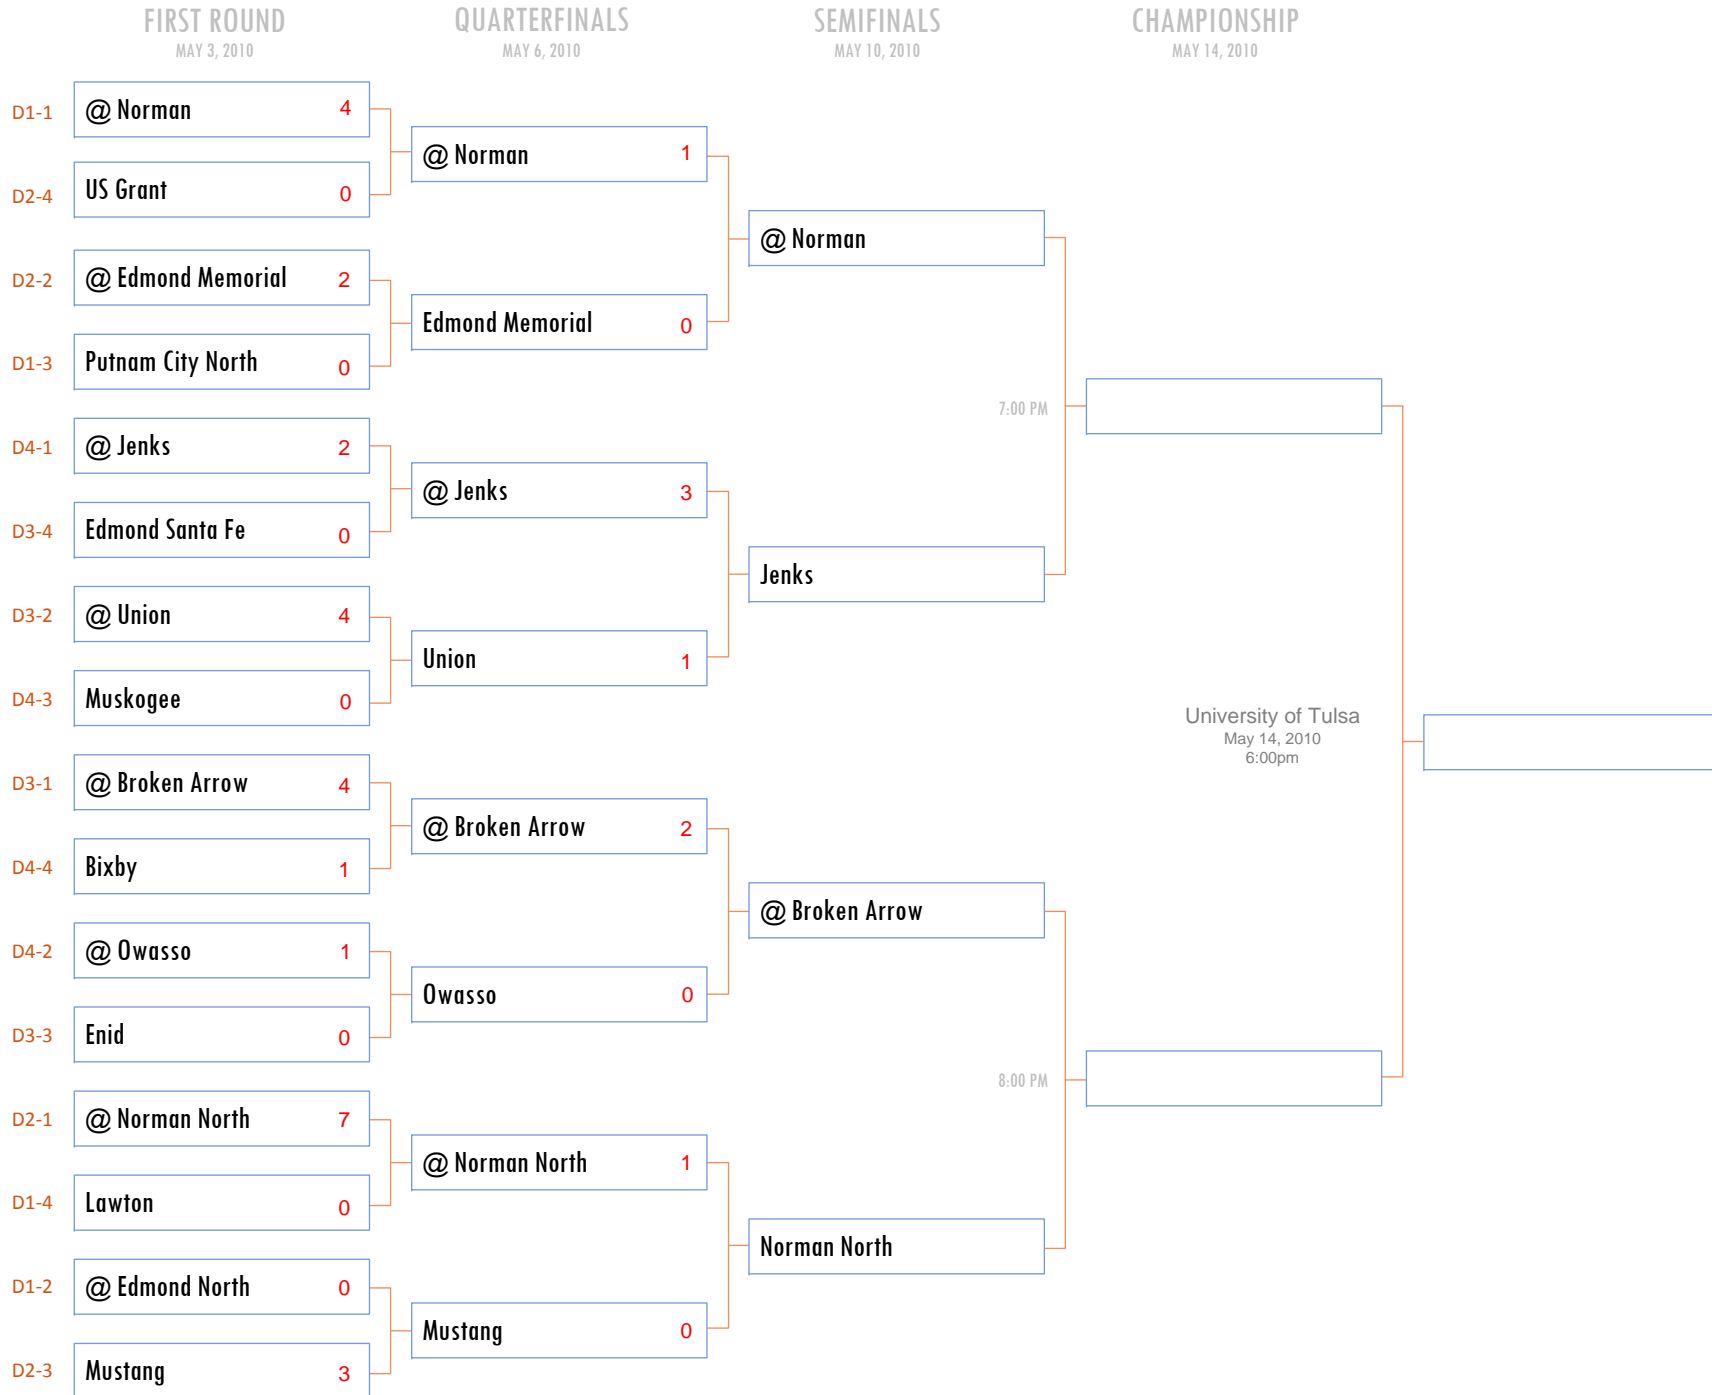 FIRST ROUND
MAY 3, 2010
QUARTERFINALS
MAY 6, 2010
SEMIFINALS
MAY 10, 2010
CHAMPIONSHIP
MAY 14, 2010
D1-1 @ Norman 4
D2-4 US Grant 0
D2-2 @ Edmond Memorial 2
D1-3 Putnam City North 0
D4-1 @ Jenks 2
D3-4 Edmond Santa Fe 0
D3-2 @ Union 4
D4-3 Muskogee 0
D3-1 @ Broken Arrow 4
D4-4 Bixby 1
D4-2 @ Owasso 1
D3-3 Enid 0
D2-1 @ Norman North 7
D1-4 Lawton 0
D1-2 @ Edmond North 0
D2-3 Mustang 3
@ Norman 1
Edmond Memorial 0
@ Jenks 3
Union 1
@ Broken Arrow 2
Owasso 0
@ Norman North 1
Mustang 0
@ Norman
Jenks
@ Broken Arrow
Norman North
7:00 PM
8:00 PM
University of Tulsa
May 14, 2010
6:00pm